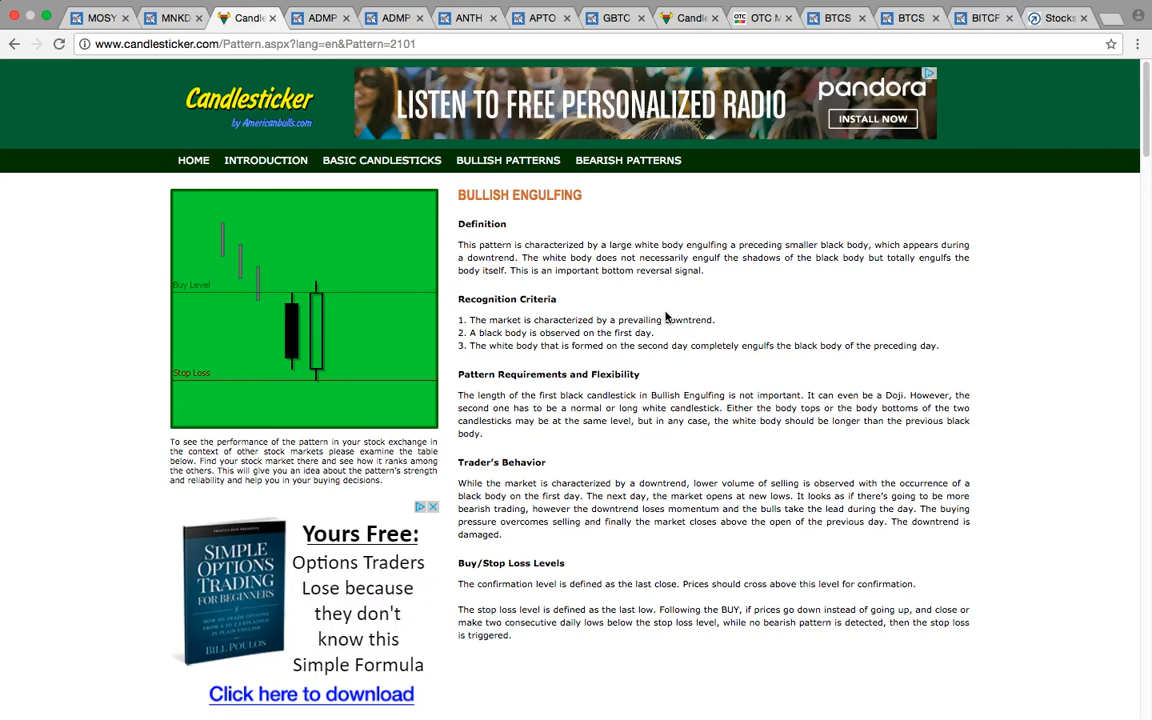 MOSY
MNKD
Candle
ADMP
ADMP
ANTH
APTO
GBTC
Candle
OTC M
BTCS
BTCS
BITCF
Stocks
www.candlesticker.com/Pattern.aspx?lang=en&Pattern=2101
Candlesticker
by Americanbulls.com
LISTEN TO FREE PERSONALIZED RADIO
pandora
INSTALL NOW
HOME INTRODUCTION BASIC CANDLESTICKS BULLISH PATTERNS BEARISH PATTERNS
Buy Level
Stop Loss
To see the performance of the pattern in your stock exchange in
the context of other stock markets please examine the table
below. Find your stock market there and see how it ranks among
the others. This will give you an idea about the pattern's strength
and reliability and help you in your buying decisions.
SIMPLE
OPTIONS
TRADING
FOR BEGINNERS
HOW TO TRADE OPTIONS
FROM A TO Z EXPLAINED
IN PLAIN ENGLISH
BILL POULOS
Yours Free:
Options Traders
Lose because
they don't
know this
Simple Formula
Click here to download
BULLISH ENGULFING
Definition
This pattern is characterized by a large white body engulfing a preceding smaller black body, which appears during
a downtrend. The white body does not necessarily engulf the shadows of the black body but totally engulfs the
body itself. This is an important bottom reversal signal.
Recognition Criteria
1. The market is characterized by a prevailing downtrend.
2. A black body is observed on the first day.
3. The white body that is formed on the second day completely engulfs the black body of the preceding day.
Pattern Requirements and Flexibility
The length of the first black candlestick in Bullish Engulfing is not important. It can even be a Doji. However, the
second one has to be a normal or long white candlestick. Either the body tops or the body bottoms of the two
candlesticks may be at the same level, but in any case, the white body should be longer than the previous black
body.
Trader's Behavior
While the market is characterized by a downtrend, lower volume of selling is observed with the occurrence of a
black body on the first day. The next day, the market opens at new lows. It looks as if there's going to be more
bearish trading, however the downtrend loses momentum and the bulls take the lead during the day. The buying
pressure overcomes selling and finally the market closes above the open of the previous day. The downtrend is
damaged.
Buy/Stop Loss Levels
The confirmation level is defined as the last close. Prices should cross above this level for confirmation.
The stop loss level is defined as the last low. Following the BUY, if prices go down instead of going up, and close or
make two consecutive daily lows below the stop loss level, while no bearish pattern is detected, then the stop loss
is triggered.